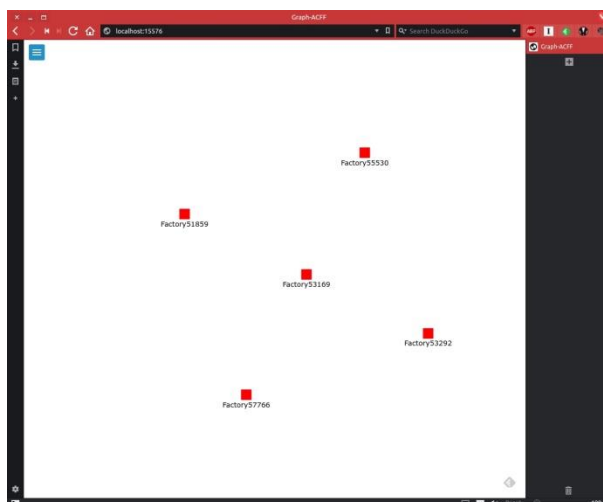 Graph-ACFF
localhost:15576
Search DuckDuckGo
Graph-ACFF
Factory55530
Factory51859
Factory53169
Factory53292
Factory57766